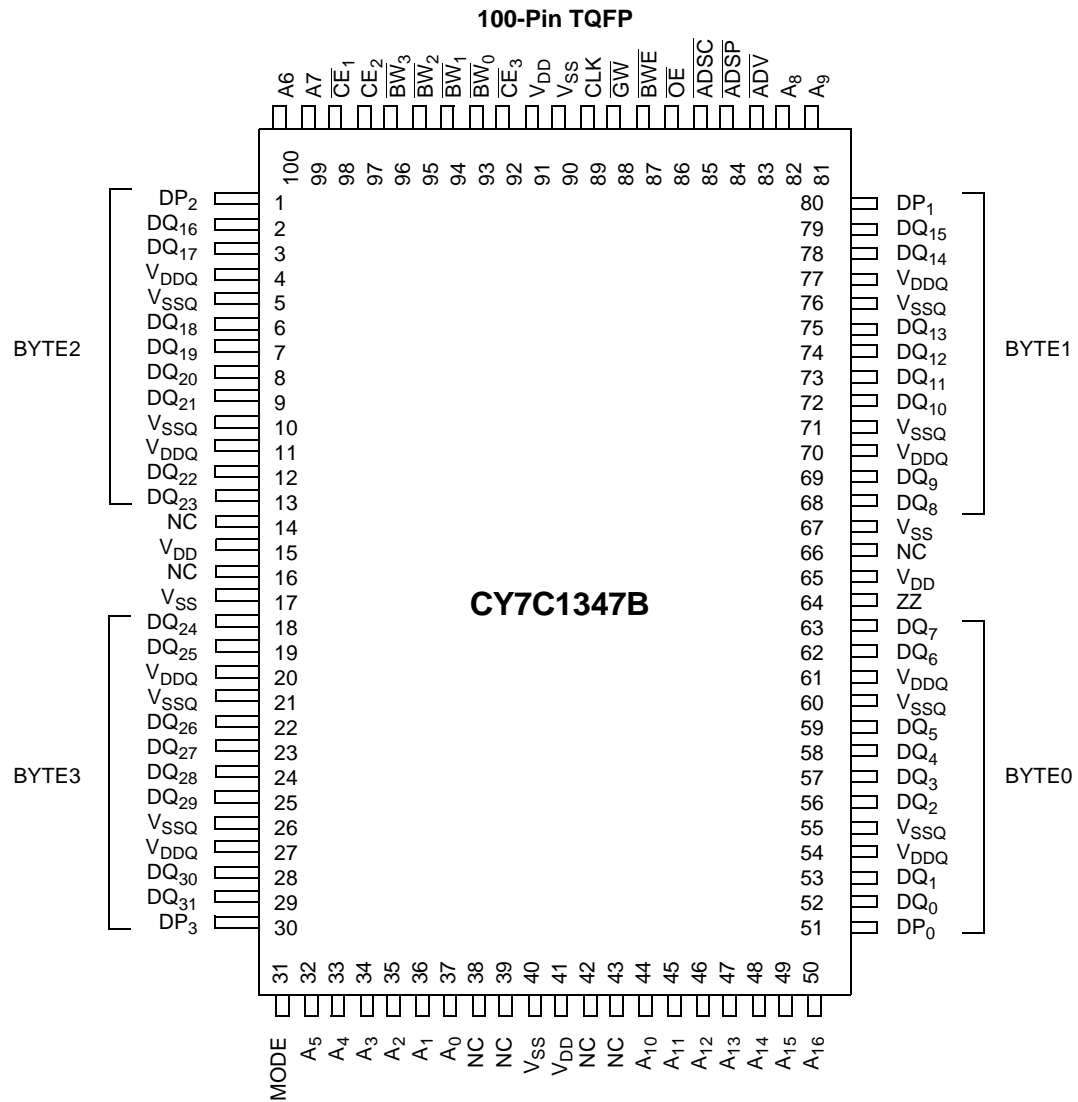 100-Pin TQFP
A6 A7 CE1 CE2 BW3 BW2 BW1 BW0 CE3 VDD VSS CLK GW BWE OE ADSC ADSP ADV A8 A9
100 99 98 97 96 95 94 93 92 91 90 89 88 87 86 85 84 83 82 81
BYTE2
DP2 1
DQ16 2
DQ17 3
VDDQ 4
VSSQ 5
DQ18 6
DQ19 7
DQ20 8
DQ21 9
VSSQ 10
VDDQ 11
DQ22 12
DQ23 13
NC 14
VDD 15
NC 16
VSS 17
BYTE3
DQ24 18
DQ25 19
VDDQ 20
VSSQ 21
DQ26 22
DQ27 23
DQ28 24
DQ29 25
VSSQ 26
VDDQ 27
DQ30 28
DQ31 29
DP3 30
CY7C1347B
80 DP1
79 DQ15
78 DQ14
77 VDDQ
76 VSSQ
75 DQ13
74 DQ12
73 DQ11
72 DQ10
71 VSSQ
70 VDDQ
69 DQ9
68 DQ8
BYTE1
67 VSS
66 NC
65 VDD
64 ZZ
63 DQ7
62 DQ6
61 VDDQ
60 VSSQ
59 DQ5
58 DQ4
57 DQ3
56 DQ2
55 VSSQ
54 VDDQ
53 DQ1
52 DQ0
51 DP0
BYTE0
31 32 33 34 35 36 37 38 39 40 41 42 43 44 45 46 47 48 49 50
MODE A5 A4 A3 A2 A1 A0 NC NC VSS VDD NC NC A10 A11 A12 A13 A14 A15 A16